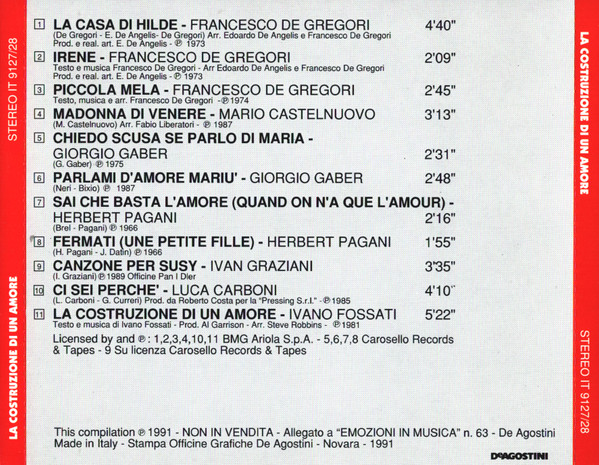 STEREO IT 9127/28
LA COSTRUZIONE DI UN AMORE
1 LA CASA DI HILDE - FRANCESCO DE GREGORI 4'40"
(De Gregori - E. De Angelis- De Gregori) Arr. Edoardo De Angelis e Francesco De Gregori
Prod. e real. art. E. De Angelis - ℗ 1973
2 IRENE - FRANCESCO DE GREGORI 2'09"
Testo e musica Francesco De Gregori - Arr Edoardo De Angelis e Francesco De Gregori
Prod. e real. art. E. De Angelis - ℗ 1973
3 PICCOLA MELA - FRANCESCO DE GREGORI 2'45"
Testo, musica e arr. Francesco De Gregori - ℗1974
4 MADONNA DI VENERE - MARIO CASTELNUOVO 3'13"
(M. Castelnuovo) Arr. Fabio Liberatori - ℗ 1987
5 CHIEDO SCUSA SE PARLO DI MARIA -
GIORGIO GABER 2'31"
(G. Gaber) ℗ 1975
6 PARLAMI D'AMORE MARIU' - GIORGIO GABER 2'48"
(Neri - Bixio) ℗ 1987
7 SAI CHE BASTA L'AMORE (QUAND ON N'A QUE L'AMOUR) -
HERBERT PAGANI 2'16"
(Brel - Pagani) ℗ 1966
8 FERMATI (UNE PETITE FILLE) - HERBERT PAGANI 1'55"
(H. Pagani - J. Datin) ℗ 1966
9 CANZONE PER SUSY - IVAN GRAZIANI 3'35"
(I. Graziani) ℗ 1989 Officine Pan I Dler
10 CI SEI PERCHE' - LUCA CARBONI 4'10"
(L. Carboni - G. Curreri) Prod. da Roberto Costa per la "Pressing S.r.l." - ℗1985
11 LA COSTRUZIONE DI UN AMORE - IVANO FOSSATI 5'22"
Testo e musica di Ivano Fossati - Prod. Al Garrison - Arr. Steve Robbins - ℗1981
Licensed by and ℗ : 1,2,3,4,10,11 BMG Ariola S.p.A. - 5,6,7,8 Carosello Records
& Tapes - 9 Su licenza Carosello Records & Tapes
This compilation ℗ 1991 - NON IN VENDITA - Allegato a "EMOZIONI IN MUSICA" n. 63 - De Agostini
Made in Italy - Stampa Officine Grafiche De Agostini - Novara - 1991
DEAGOSTINI
LA COSTRUZIONE DI UN AMORE
STEREO IT 9127/28